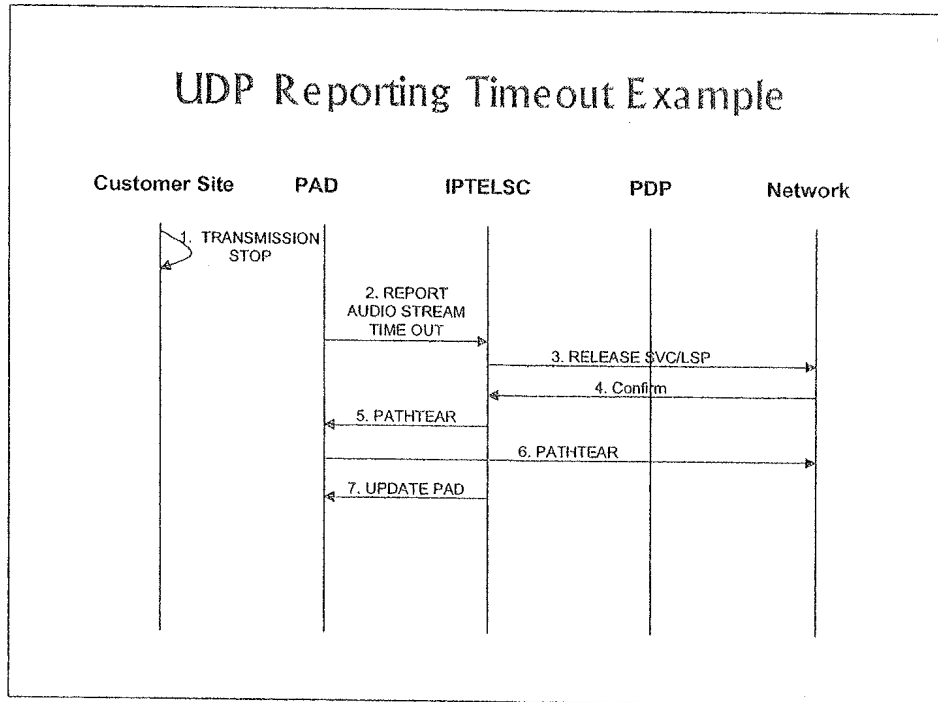 UDP Reporting Timeout Example
Customer Site
PAD
IPTELSC
PDP
Network
1. TRANSMISSION
STOP
2. REPORT
AUDIO STREAM
TIME OUT
3. RELEASE SVC/LSP
4. Confirm
5. PATHTEAR
6. PATHTEAR
7. UPDATE PAD